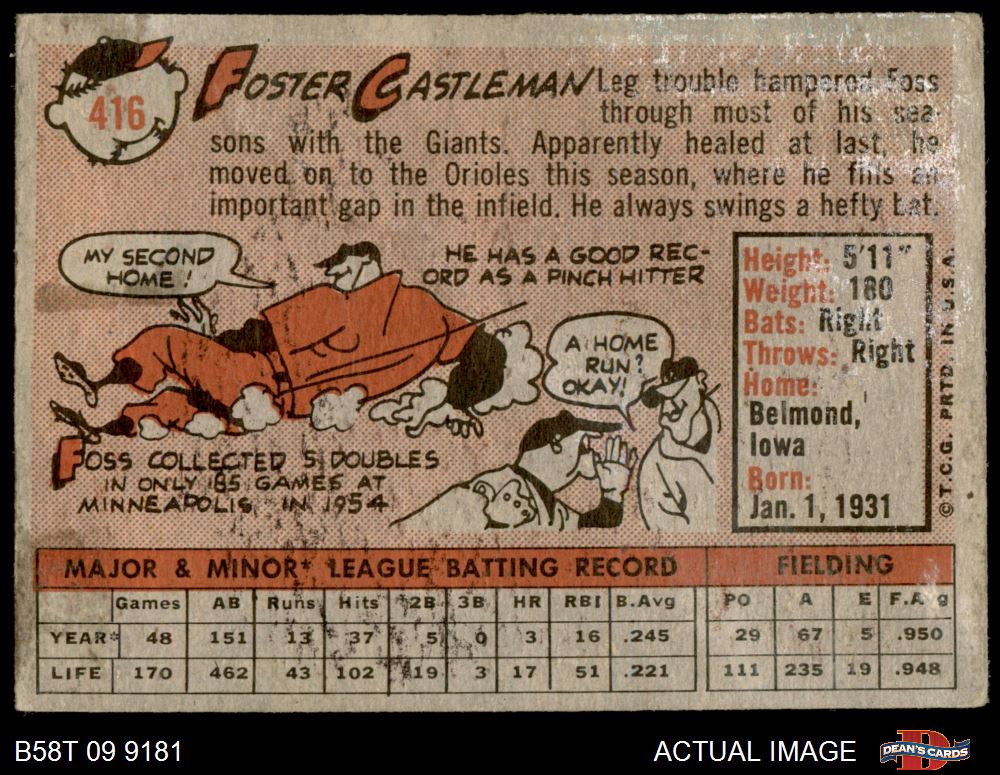 416
FOSTER CASTLEMAN
Leg trouble hampered Foss
through most of his sea-
sons with the Giants. Apparently healed at last, he
moved on to the Orioles this season, where he fills an
important gap in the infield. He always swings a hefty bat.
MY SECOND
HOME!
HE HAS A GOOD REC-
ORD AS A PINCH HITTER
A HOME
RUN?
OKAY!
FOSS COLLECTED 5 DOUBLES
IN ONLY 85 GAMES AT
MINNEAPOLIS IN 1954
Height: 5'11"
Weight: 180
Bats: Right
Throws: Right
Home:
Belmond,
Iowa
Born:
Jan. 1, 1931
©T.C.G. PRTD. IN U.S.A.
MAJOR & MINOR* LEAGUE BATTING RECORD FIELDING
Games AB Runs Hits 2B 3B HR RBI B.Avg PO A E F.Avg
YEAR* 48 151 13 37 5 0 3 16 .245 29 67 5 .950
LIFE 170 462 43 102 19 3 17 51 .221 111 235 19 .948
B58T 09 9181 ACTUAL IMAGE DEAN'S CARDS